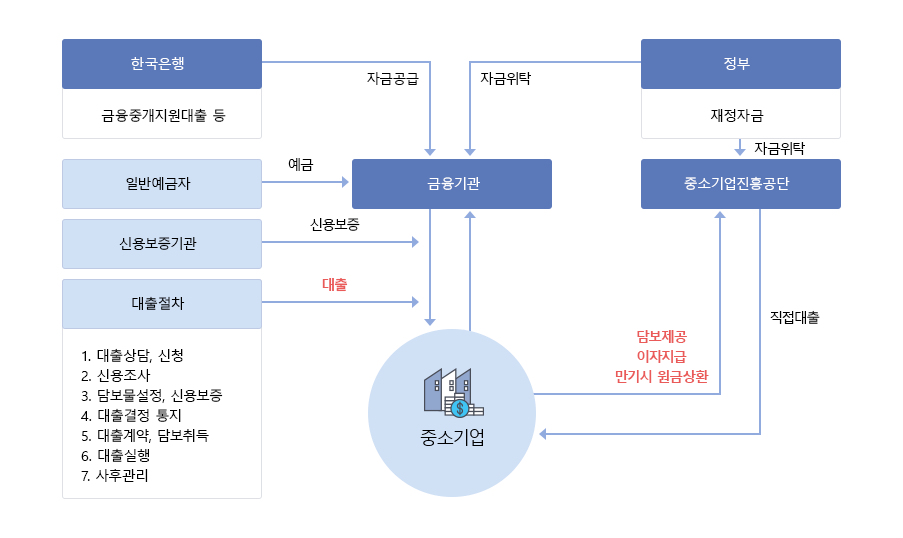 한국은행
정부
자금공급
자금위탁
금융중개지원대출 등
재정자금
자금위탁
일반예금자
예금
금융기관
중소기업진흥공단
신용보증기관
신용보증
대출절차
대출
직접대출
담보제공
이자지급
만기시 원금상환
1. 대출상담, 신청
2. 신용조사
3. 담보물설정, 신용보증
4. 대출결정 통지
5. 대출계약, 담보취득
6. 대출실행
7. 사후관리
$
중소기업